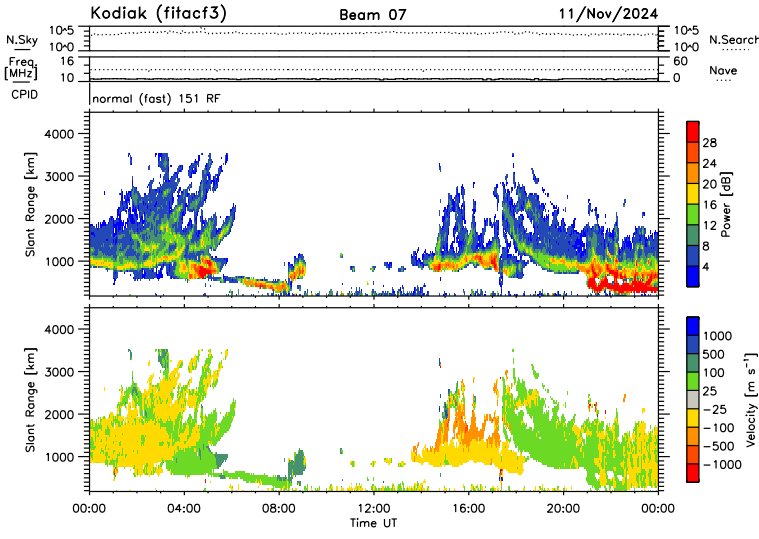 Kodiak (fitacf3) Beam 07 11/Nov/2024
N.Sky 10^5 10^0 10^5 10^0 N.Search
Freq. [MHz] 16 10 60 0 Nave
CPID normal (fast) 151 RF
Slant Range [km] 4000 3000 2000 1000
28 24 20 16 12 8 4 Power [dB]
Slant Range [km] 4000 3000 2000 1000
1000 500 100 25 -25 -100 -500 -1000 Velocity [m s^-1]
00:00 04:00 08:00 12:00 16:00 20:00 00:00
Time UT